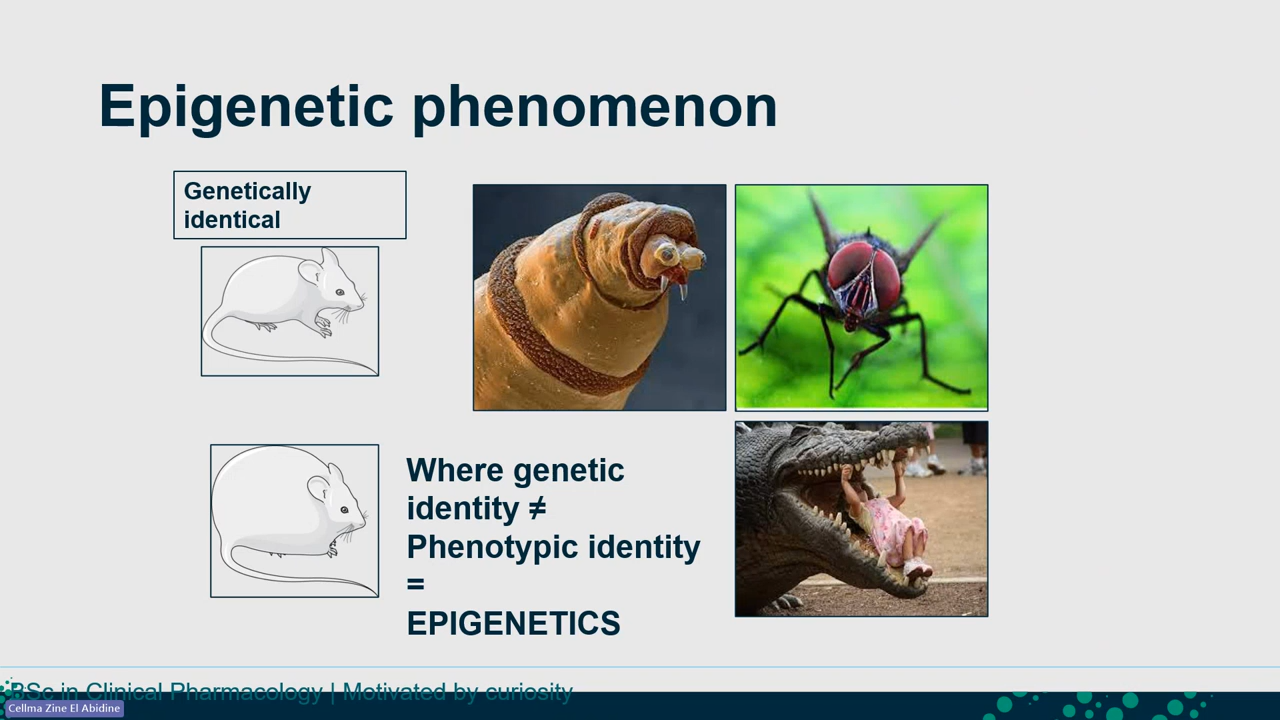 Epigenetic phenomenon
Genetically
identical
Where genetic
identity ≠
Phenotypic identity
=
EPIGENETICS
BSc in Clinical Pharmacology | Motivated by curiosity
Cellma Zine El Abidine